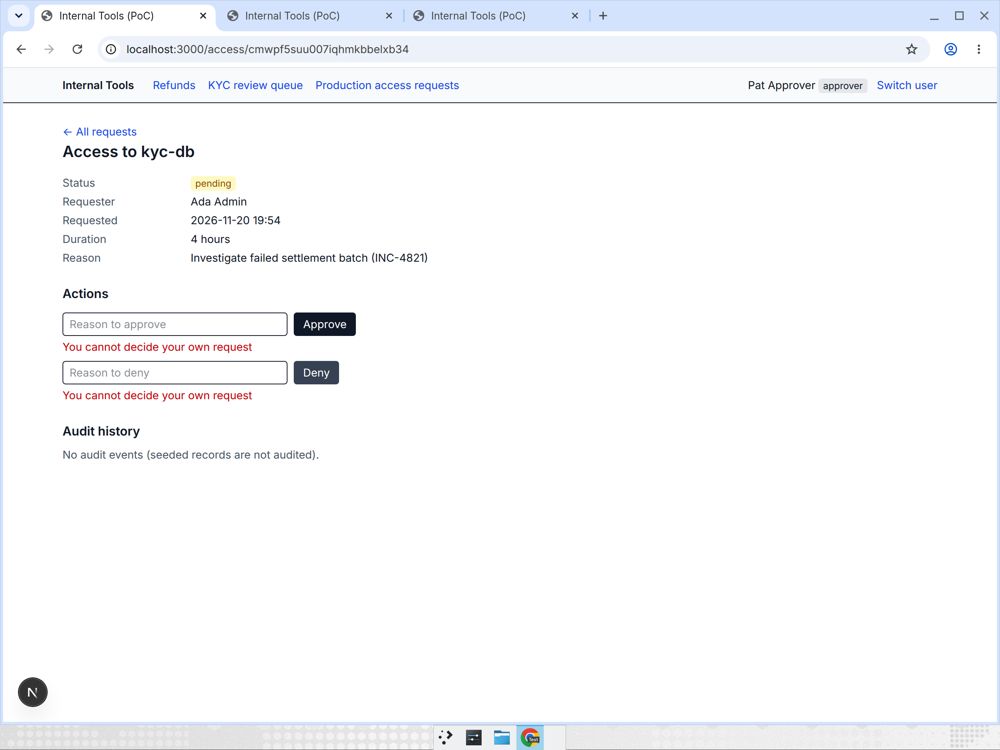 Internal Tools (PoC)
Internal Tools (PoC)
Internal Tools (PoC)
localhost:3000/access/cmwpf5suu007iqhmkbbelxb34
Internal Tools Refunds KYC review queue Production access requests Pat Approver approver Switch user
← All requests
Access to kyc-db
Status pending
Requester Ada Admin
Requested 2026-11-20 19:54
Duration 4 hours
Reason Investigate failed settlement batch (INC-4821)
Actions
Reason to approve Approve
You cannot decide your own request
Reason to deny Deny
You cannot decide your own request
Audit history
No audit events (seeded records are not audited).
N